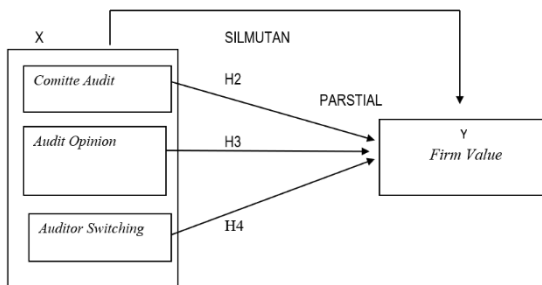 X
SILMUTAN
Comitte Audit
H2
PARSTIAL
Audit Opinion
H3
Y
Firm Value
Auditor Switching
H4